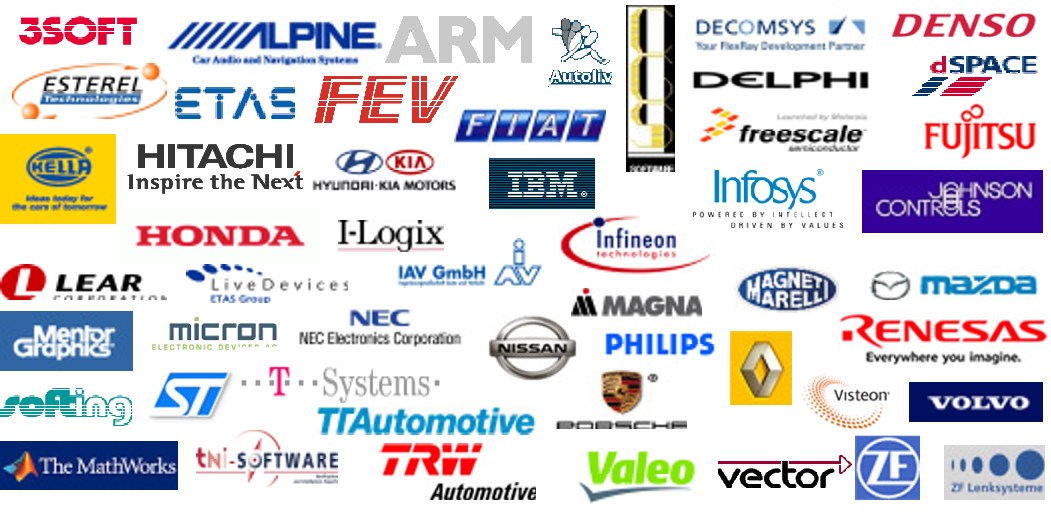 3SOFT
ALPINE®
Car Audio and Navigation Systems
ARM
Autoliv
DECOMSYS
Your FlexRay Development Partner
DENSO
ESTEREL
Technologies
ETAS
FEV
FIAT
DELPHI
dSPACE
Launched by Motorola
freescale
semiconductor
FUJITSU
HELLA
Ideas today for
the cars of tomorrow
HITACHI
Inspire the Next
HYUNDAI·KIA MOTORS
KIA
IBM®
Infosys®
POWERED BY INTELLECT
DRIVEN BY VALUES
JOHNSON
CONTROLS
HONDA
I-Logix
Infineon
technologies
LEAR
CORPORATION
LiveDevices
ETAS Group
IAV GmbH
iAV
MAGNA
MAGNETI
MARELLI
mazda
Mentor
Graphics
micron
NEC
NEC Electronics Corporation
NISSAN
PHILIPS
RENESAS
Everywhere you imagine.
softing
ST
T Systems
TTAutomotive
®
PORSCHE
Visteon
VOLVO
The MathWorks
tni-SOFTWARE
TRW
Automotive
Valeo
vector
ZF
ZF Lenksysteme